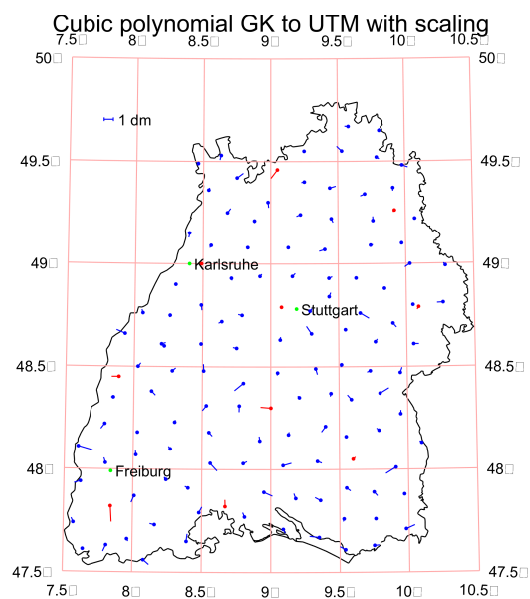 Cubic polynomial GK to UTM with scaling
7.5▯ 8▯ 8.5▯ 9▯ 9.5▯ 10▯ 10.5▯
50▯ 50▯
1 dm
49.5▯ 49.5▯
49▯ Karlsruhe 49▯
Stuttgart
48.5▯ 48.5▯
48▯ Freiburg 48▯
47.5▯ 47.5▯
7.5▯ 8▯ 8.5▯ 9▯ 9.5▯ 10▯ 10.5▯